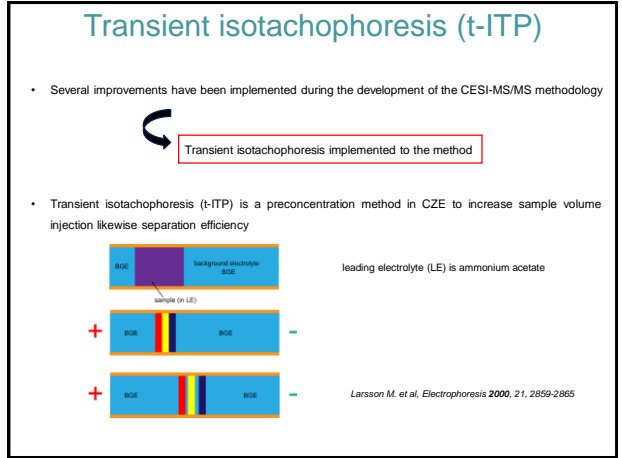 Transient isotachophoresis (t-ITP)
• Several improvements have been implemented during the development of the CESI-MS/MS methodology
Transient isotachophoresis implemented to the method
• Transient isotachophoresis (t-ITP) is a preconcentration method in CZE to increase sample volume
injection likewise separation efficiency
BGE
background electrolyte
BGE
leading electrolyte (LE) is ammonium acetate
sample (in LE)
+ BGE BGE -
+ BGE BGE -
Larsson M. et al, Electrophoresis 2000, 21, 2859-2865